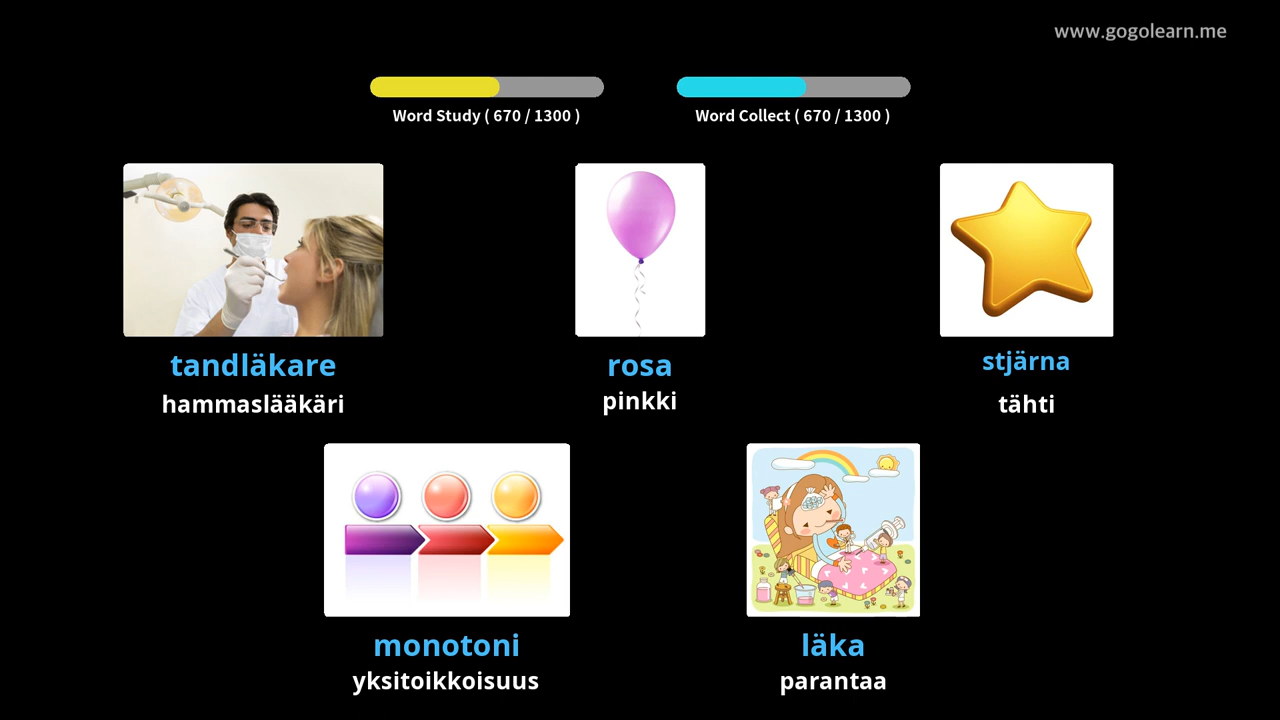 www.gogolearn.me
Word Study ( 670 / 1300 )
Word Collect ( 670 / 1300 )
tandläkare
hammaslääkäri
rosa
pinkki
stjärna
tähti
monotoni
yksitoikkoisuus
läka
parantaa